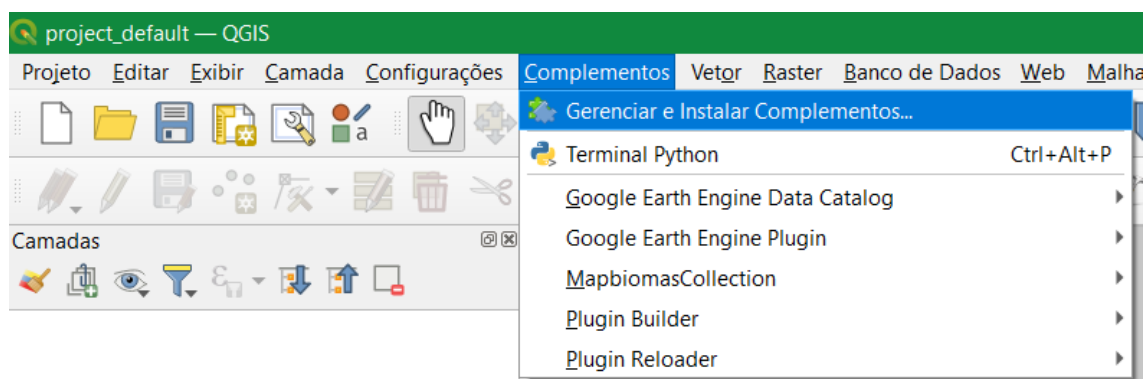 project_default — QGIS
Projeto Editar Exibir Camada Configurações Complementos Vetor Raster Banco de Dados Web Malha
Gerenciar e Instalar Complementos...
a
Terminal Python Ctrl+Alt+P
Google Earth Engine Data Catalog
Camadas
Google Earth Engine Plugin
MapbiomasCollection
Plugin Builder
Plugin Reloader